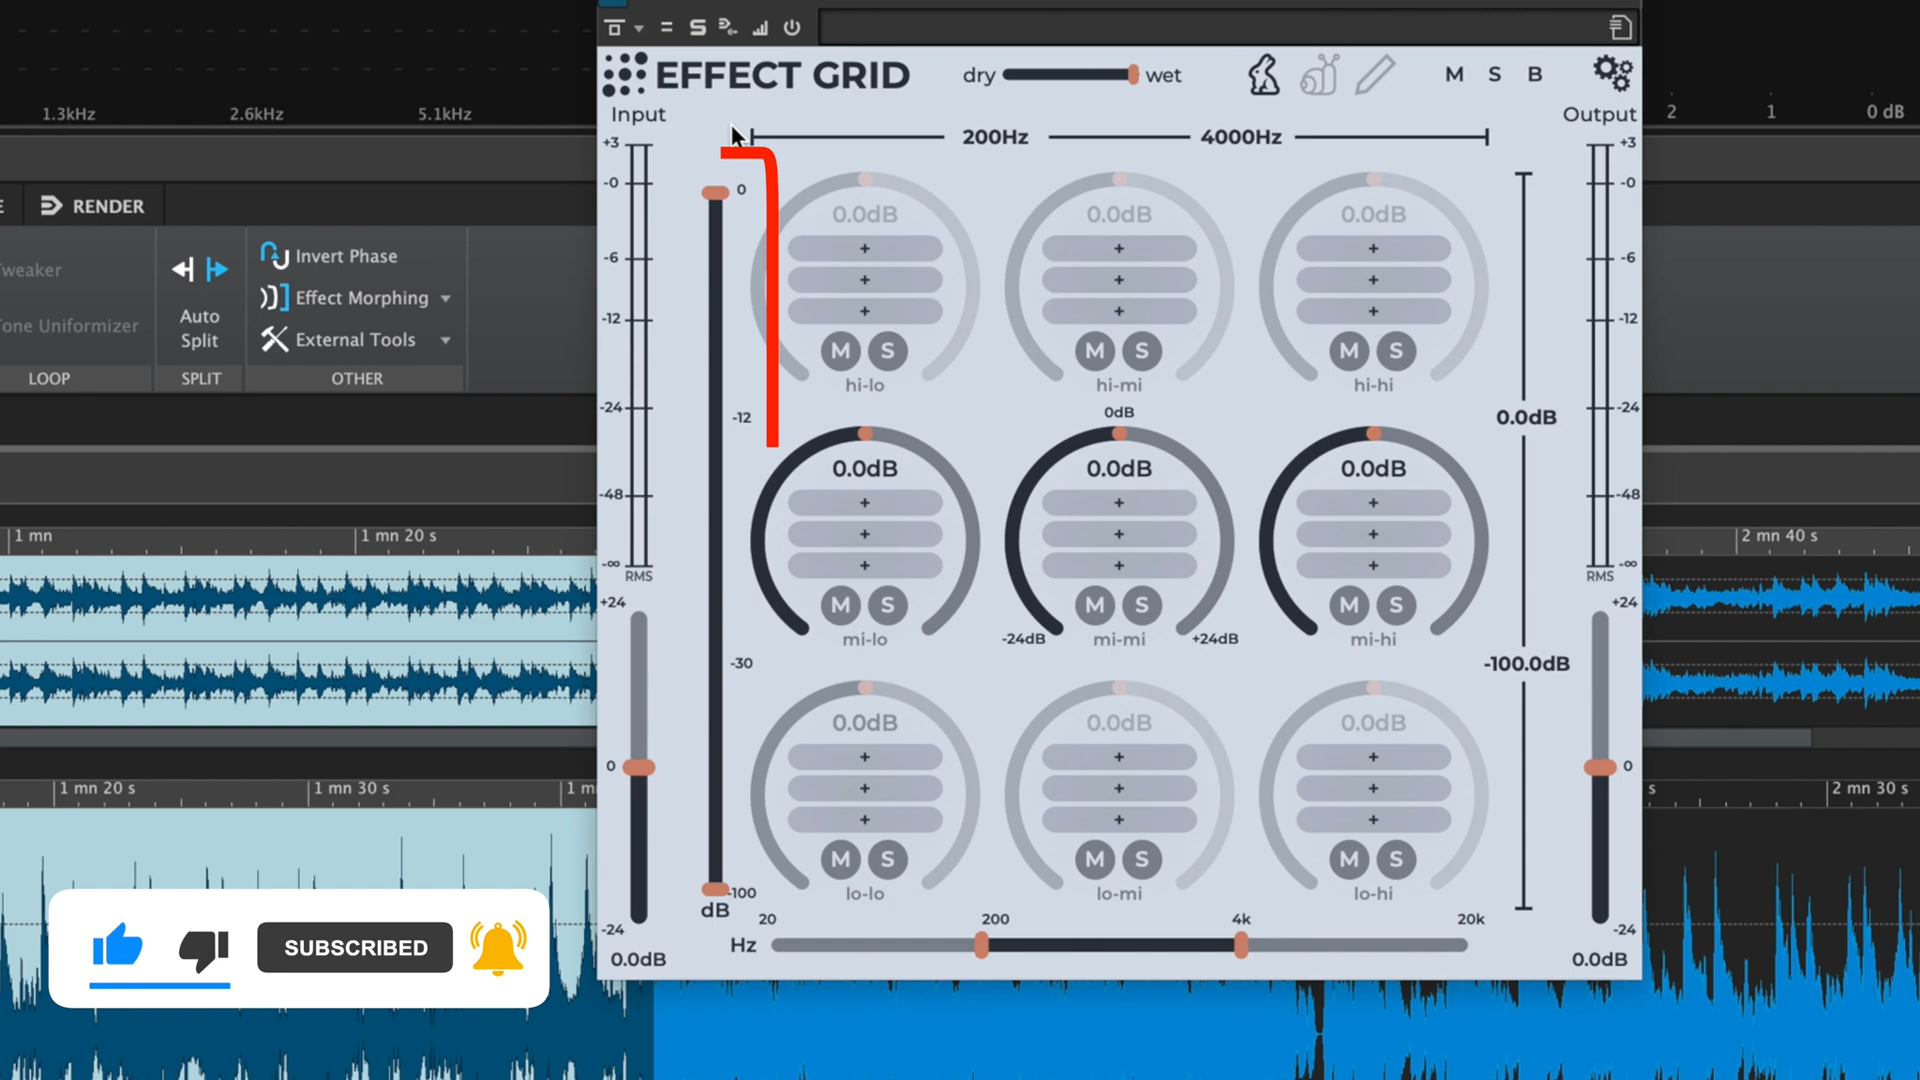 EFFECT GRID
dry
wet
M S B
1.3kHz
2.6kHz
5.1kHz
2
1
0 dB
Input
Output
200Hz
4000Hz
E
RENDER
Tweaker
Tone Uniformizer
LOOP
Auto
Split
SPLIT
Invert Phase
Effect Morphing
External Tools
OTHER
+3
-0
-6
-12
-24
-48
-∞
RMS
+24
0
-24
0.0dB
0
-12
-30
-100
dB
0.0dB
+
+
+
M S
hi-lo
0.0dB
+
+
+
M S
hi-mi
0.0dB
+
+
+
M S
hi-hi
0dB
0.0dB
+
+
+
M S
mi-lo
0.0dB
+
+
+
M S
-24dB
mi-mi
+24dB
0.0dB
+
+
+
M S
mi-hi
0.0dB
+
+
+
M S
lo-lo
0.0dB
+
+
+
M S
lo-mi
0.0dB
+
+
+
M S
lo-hi
20
200
4k
20k
Hz
0.0dB
-100.0dB
+3
-0
-6
-12
-24
-48
-∞
RMS
+24
0
-24
0.0dB
1 mn
1 mn 20 s
2 mn 40 s
1 mn 20 s
1 mn 30 s
s
2 mn 30 s
SUBSCRIBED